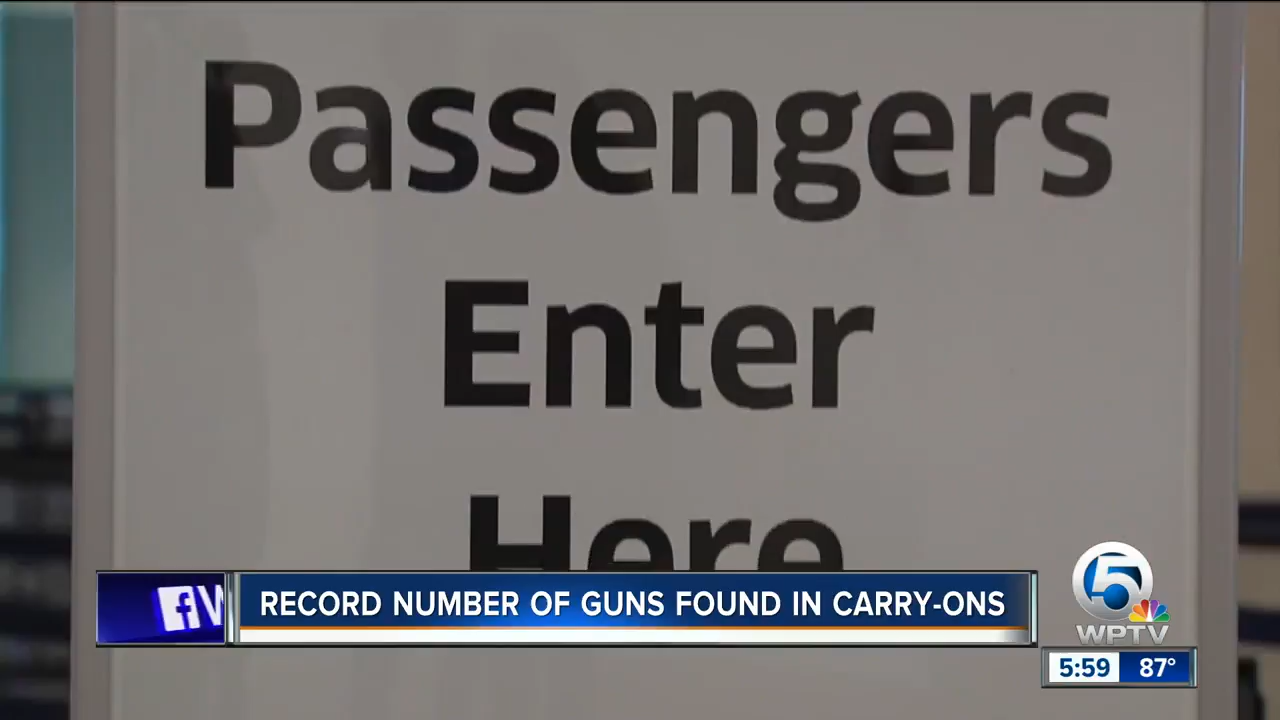 Passengers
Enter
Here
RECORD NUMBER OF GUNS FOUND IN CARRY-ONS
5
WPTV
5:59 87°